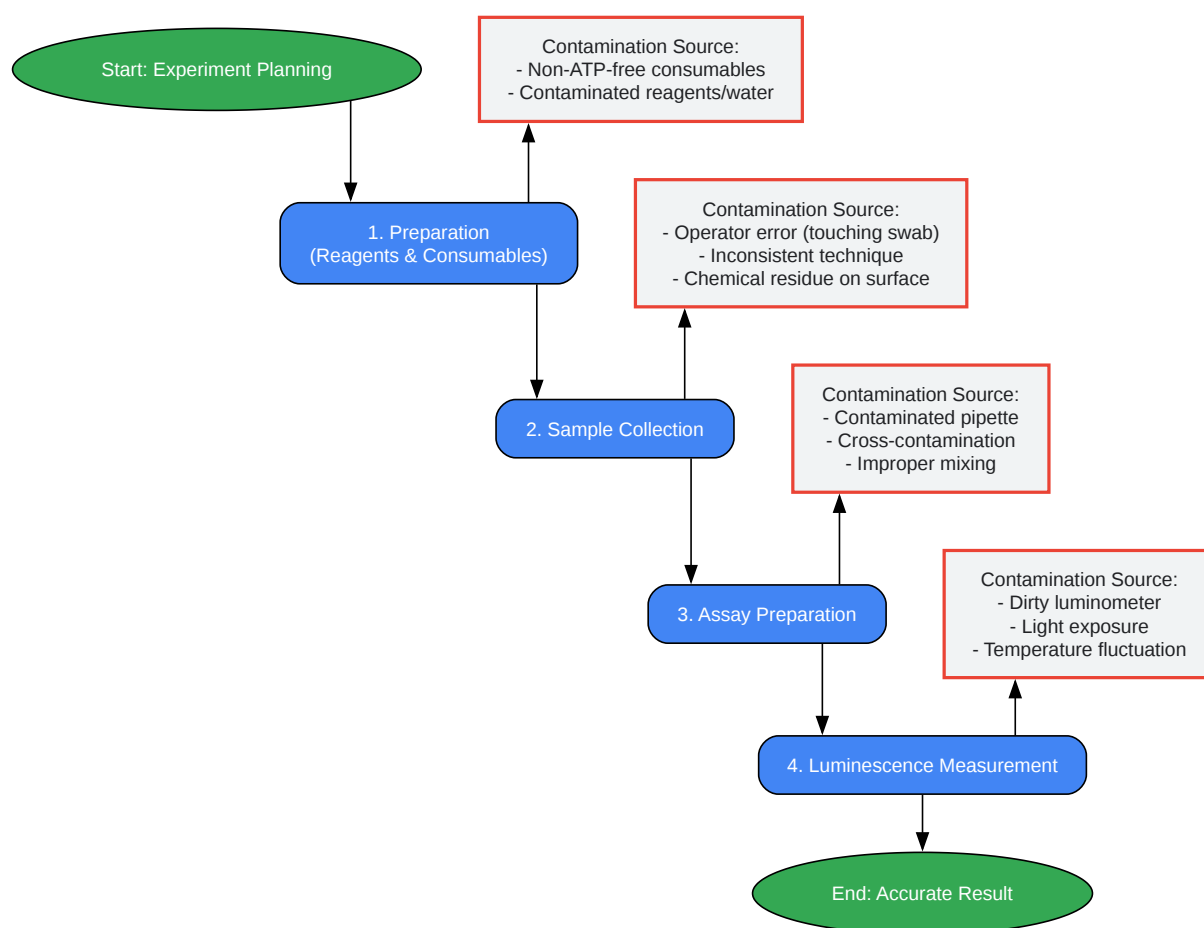 Start: Experiment Planning
Contamination Source:
- Non-ATP-free consumables
- Contaminated reagents/water
1. Preparation
(Reagents & Consumables)
Contamination Source:
- Operator error (touching swab)
- Inconsistent technique
- Chemical residue on surface
2. Sample Collection
Contamination Source:
- Contaminated pipette
- Cross-contamination
- Improper mixing
3. Assay Preparation
Contamination Source:
- Dirty luminometer
- Light exposure
- Temperature fluctuation
4. Luminescence Measurement
End: Accurate Result